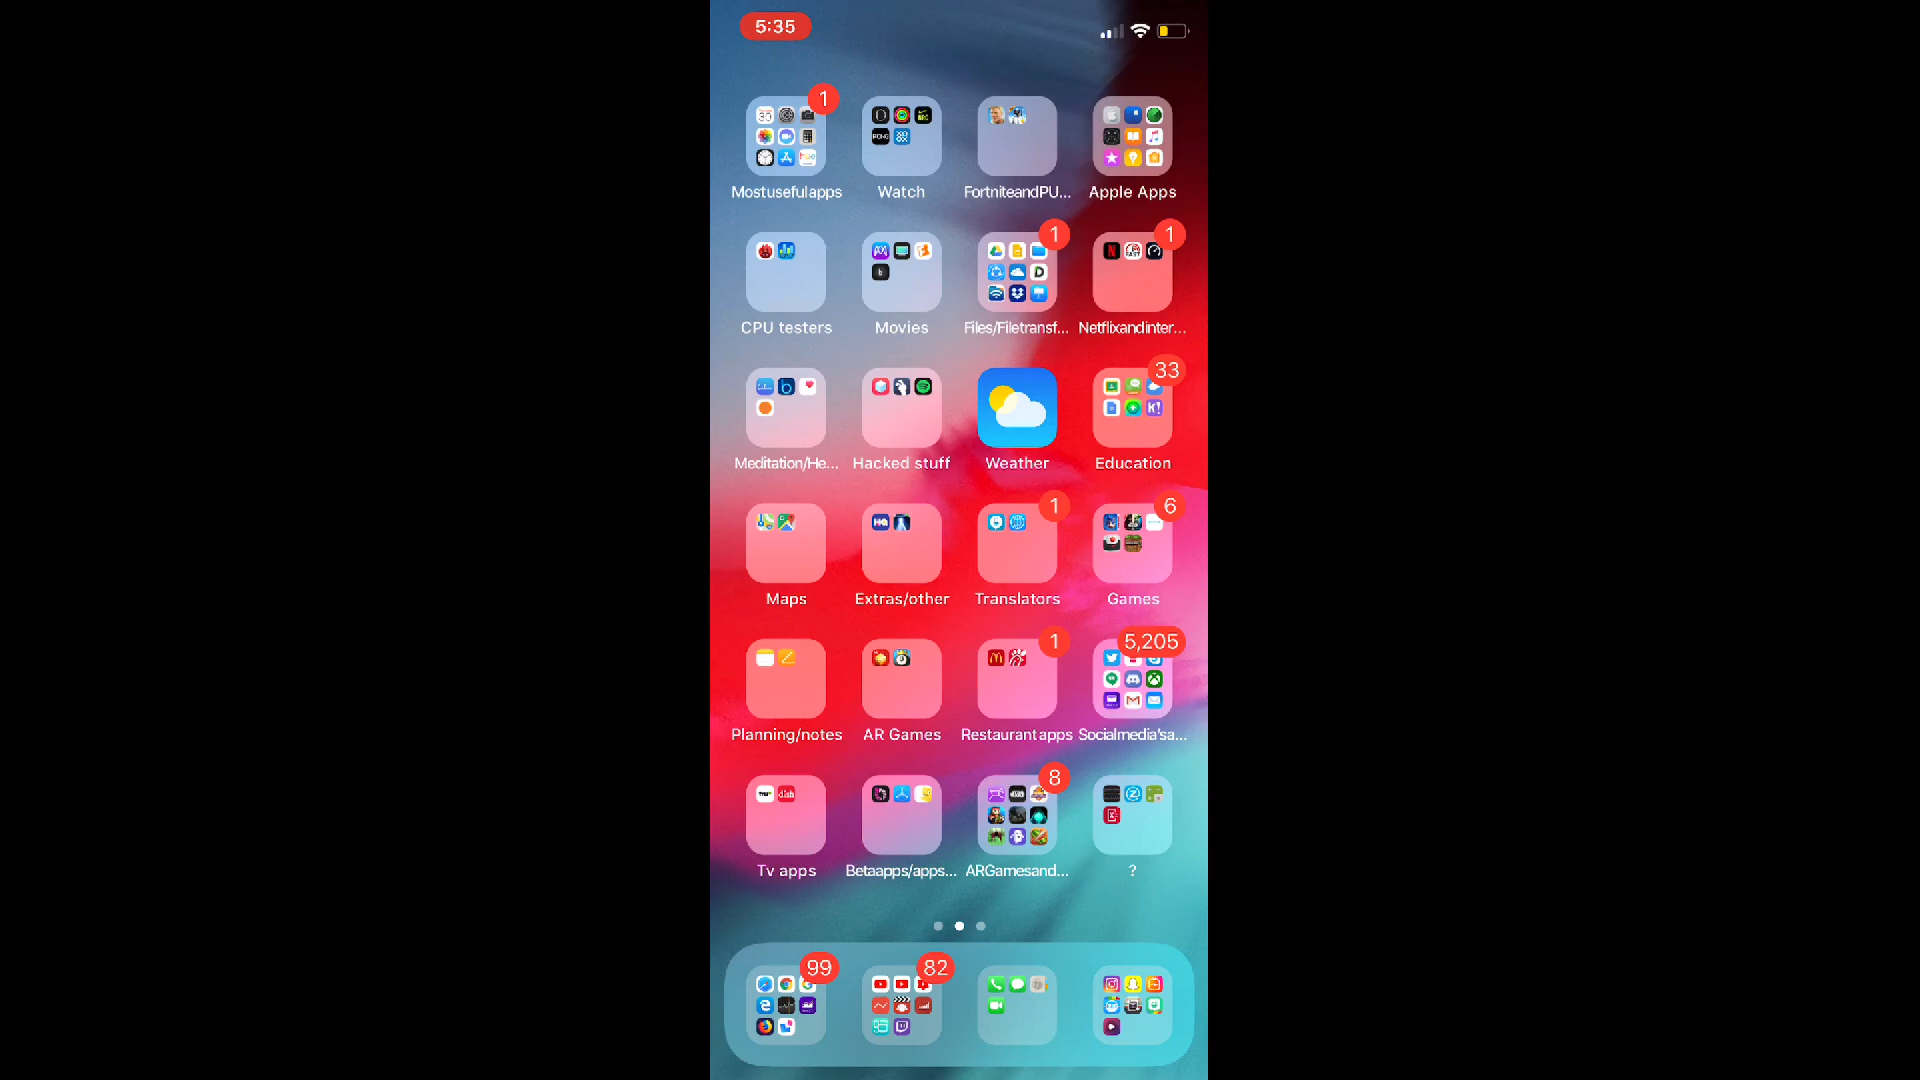 5:35
1
Mostusefulapps Watch FortniteandPU... Apple Apps
1 1
CPU testers Movies Files/Filetransf... Netflixandinter...
33
Meditation/He... Hacked stuff Weather Education
1 6
Maps Extras/other Translators Games
1 5,205
Planning/notes AR Games Restaurantapps Socialmedia'sa...
8
Tv apps Betaapps/apps... ARGamesand... ?
99 82